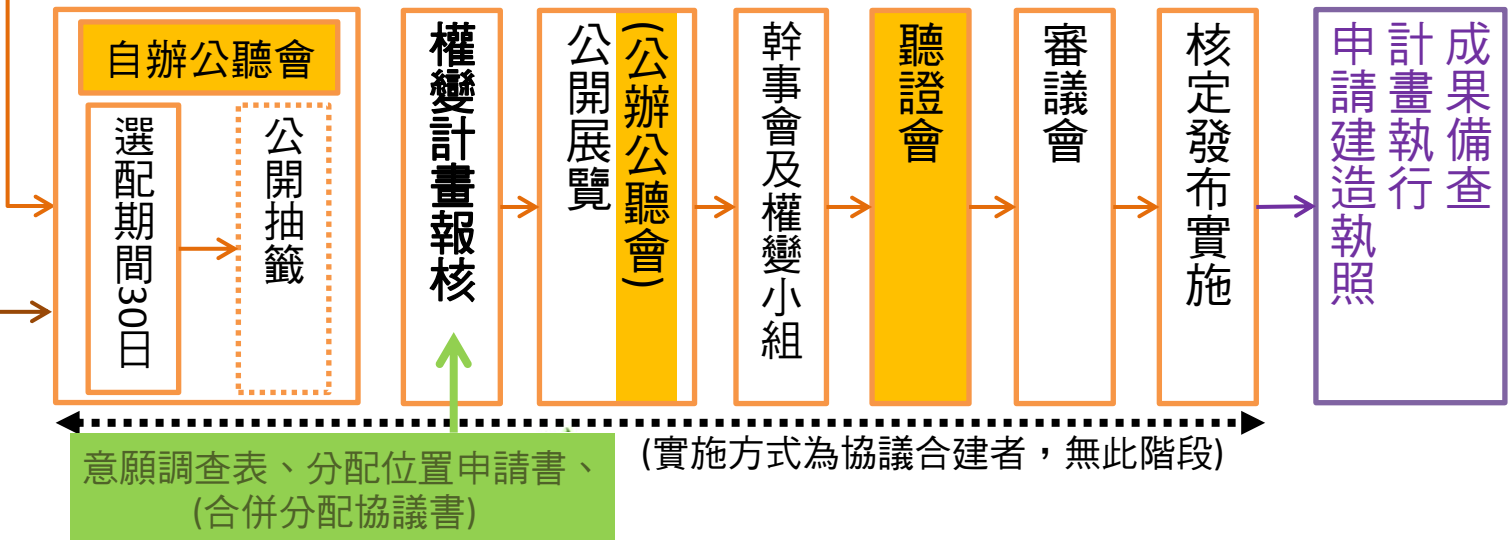 自辦公聽會
選配期間30日
公開抽籤
權變計畫報核
公開展覽
(公辦公聽會)
幹事會及權變小組
聽證會
審議會
核定發布實施
申請建造執照
計畫執行
成果備查
(實施方式為協議合建者，無此階段)
意願調查表、分配位置申請書、
(合併分配協議書)